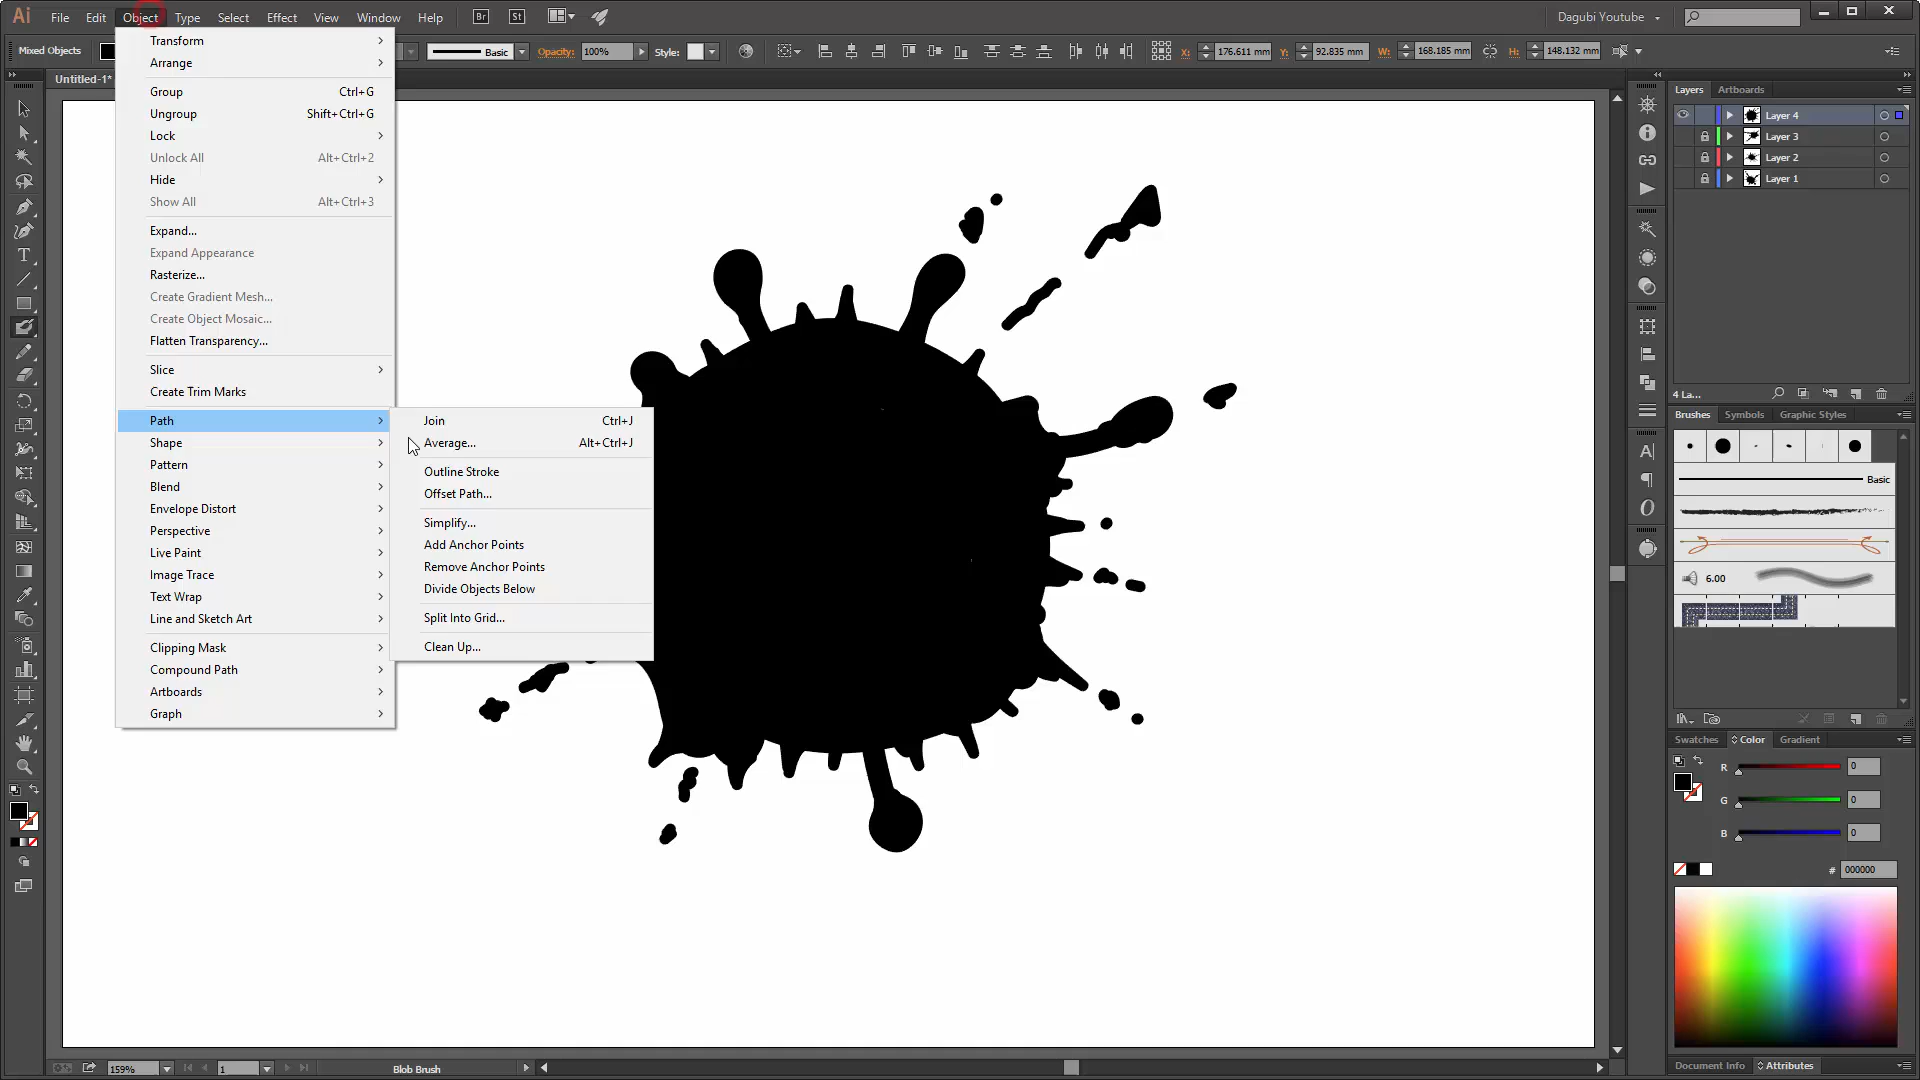 Ai File Edit Object Type Select Effect View Window Help Br St Dagubi Youtube
Mixed Objects Basic Opacity: 100% Style: X: 176.611 mm Y: 92.835 mm W: 168.185 mm H: 148.132 mm
Untitled-1*
Transform
Arrange
Group Ctrl+G
Ungroup Shift+Ctrl+G
Lock
Unlock All Alt+Ctrl+2
Hide
Show All Alt+Ctrl+3
Expand...
Expand Appearance
Rasterize...
Create Gradient Mesh...
Create Object Mosaic...
Flatten Transparency...
Slice
Create Trim Marks
Path
Shape
Pattern
Blend
Envelope Distort
Perspective
Live Paint
Image Trace
Text Wrap
Line and Sketch Art
Clipping Mask
Compound Path
Artboards
Graph
Join Ctrl+J
Average... Alt+Ctrl+J
Outline Stroke
Offset Path...
Simplify...
Add Anchor Points
Remove Anchor Points
Divide Objects Below
Split Into Grid...
Clean Up...
Layers Artboards
Layer 4
Layer 3
Layer 2
Layer 1
4 La...
Brushes Symbols Graphic Styles
Basic
6.00
Swatches Color Gradient
R 0
G 0
B 0
# 000000
Document Info Attributes
159% 1 Blob Brush